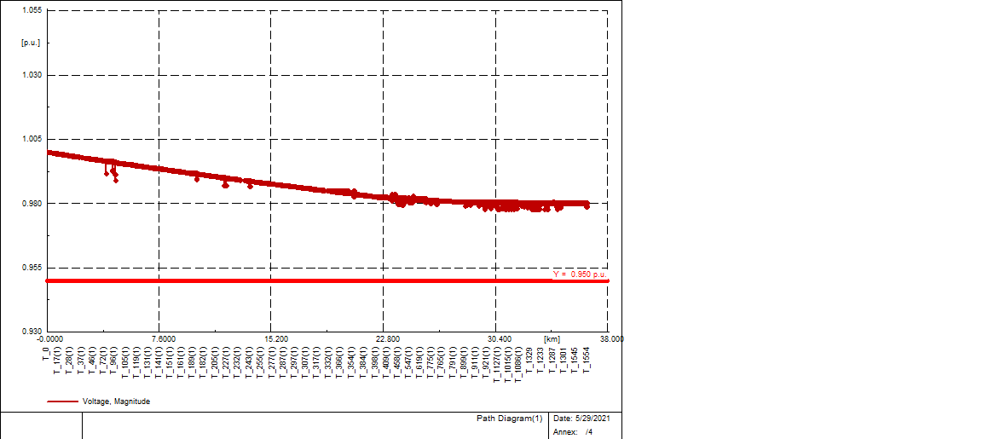 1.055
[p.u.]
1.030
1.005
0.980
0.955
Y = 0.950 p.u.
0.930
-0.0000 7.6000 15.200 22.800 30.400 [km] 38.000
T_0
T_17(1)
T_28(1)
T_37(1)
T_46(1)
T_72(1)
T_96(1)
T_105(1)
T_119(1)
T_131(1)
T_141(1)
T_151(1)
T_161(1)
T_189(1)
T_182(1)
T_205(1)
T_227(1)
T_232(1)
T_243(1)
T_255(1)
T_277(1)
T_287(1)
T_297(1)
T_307(1)
T_317(1)
T_332(1)
T_366(1)
T_354(1)
T_384(1)
T_398(1)
T_409(1)
T_458(1)
T_547(1)
T_619(1)
T_775(1)
T_765(1)
T_791(1)
T_899(1)
T_911(1)
T_921(1)
T_1127(1)
T_1015(1)
T_1086(1)
T_1329
T_1233
T_1287
T_1301
T_1545
T_1554
Voltage, Magnitude
Path Diagram(1)
Date: 5/29/2021
Annex: /4